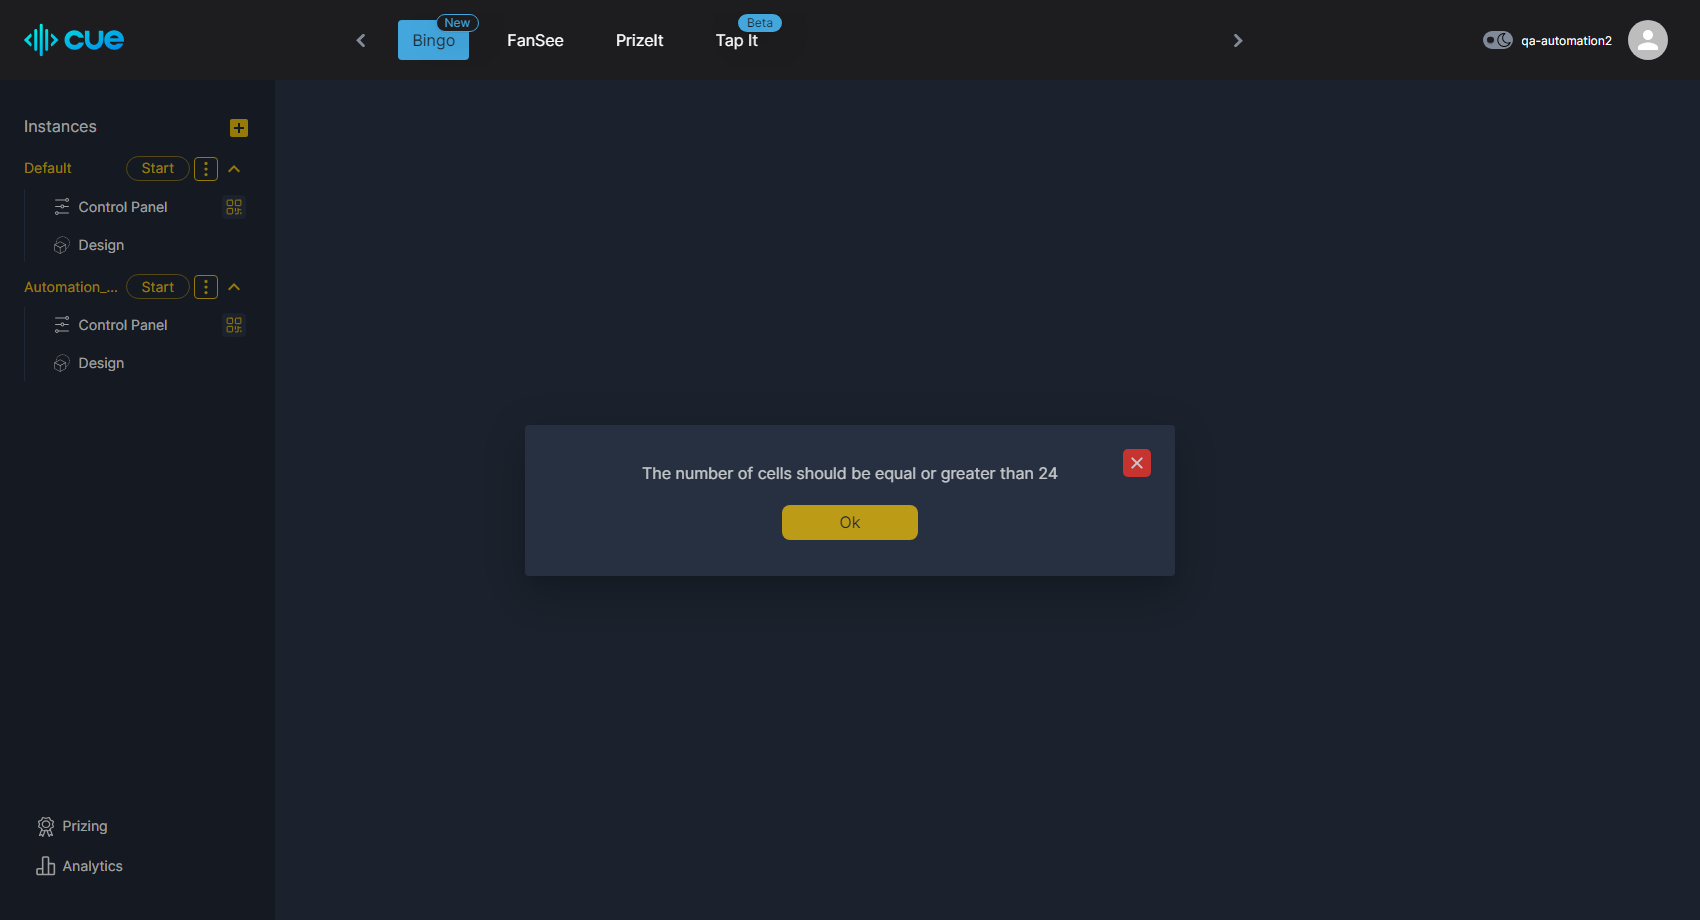 cue
Bingo
New
FanSee
PrizeIt
Tap It
Beta
qa-automation2
Instances
Default
Start
Control Panel
Design
Automation_...
Start
Control Panel
Design
The number of cells should be equal or greater than 24
Ok
Prizing
Analytics